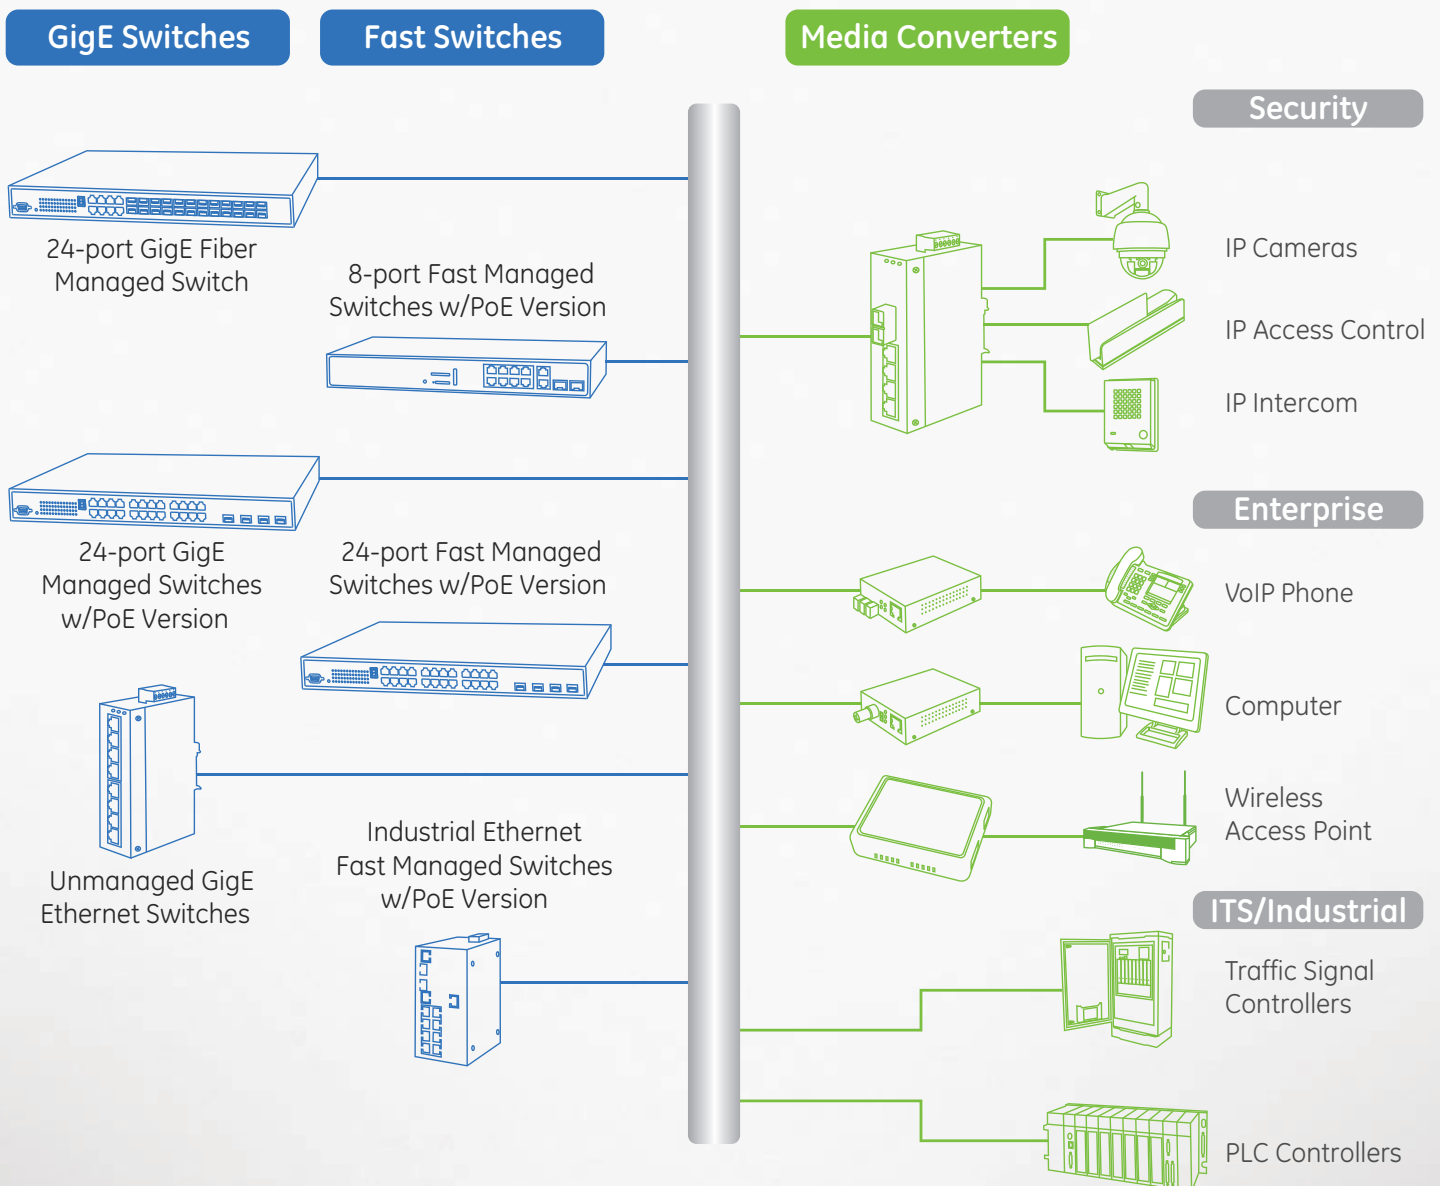 GigE Switches
Fast Switches
Media Converters
Security
24-port GigE Fiber
Managed Switch
8-port Fast Managed
Switches w/PoE Version
IP Cameras
IP Access Control
IP Intercom
24-port GigE
Managed Switches
w/PoE Version
24-port Fast Managed
Switches w/PoE Version
Enterprise
VoIP Phone
Computer
Wireless
Access Point
Unmanaged GigE
Ethernet Switches
Industrial Ethernet
Fast Managed Switches
w/PoE Version
ITS/Industrial
Traffic Signal
Controllers
PLC Controllers